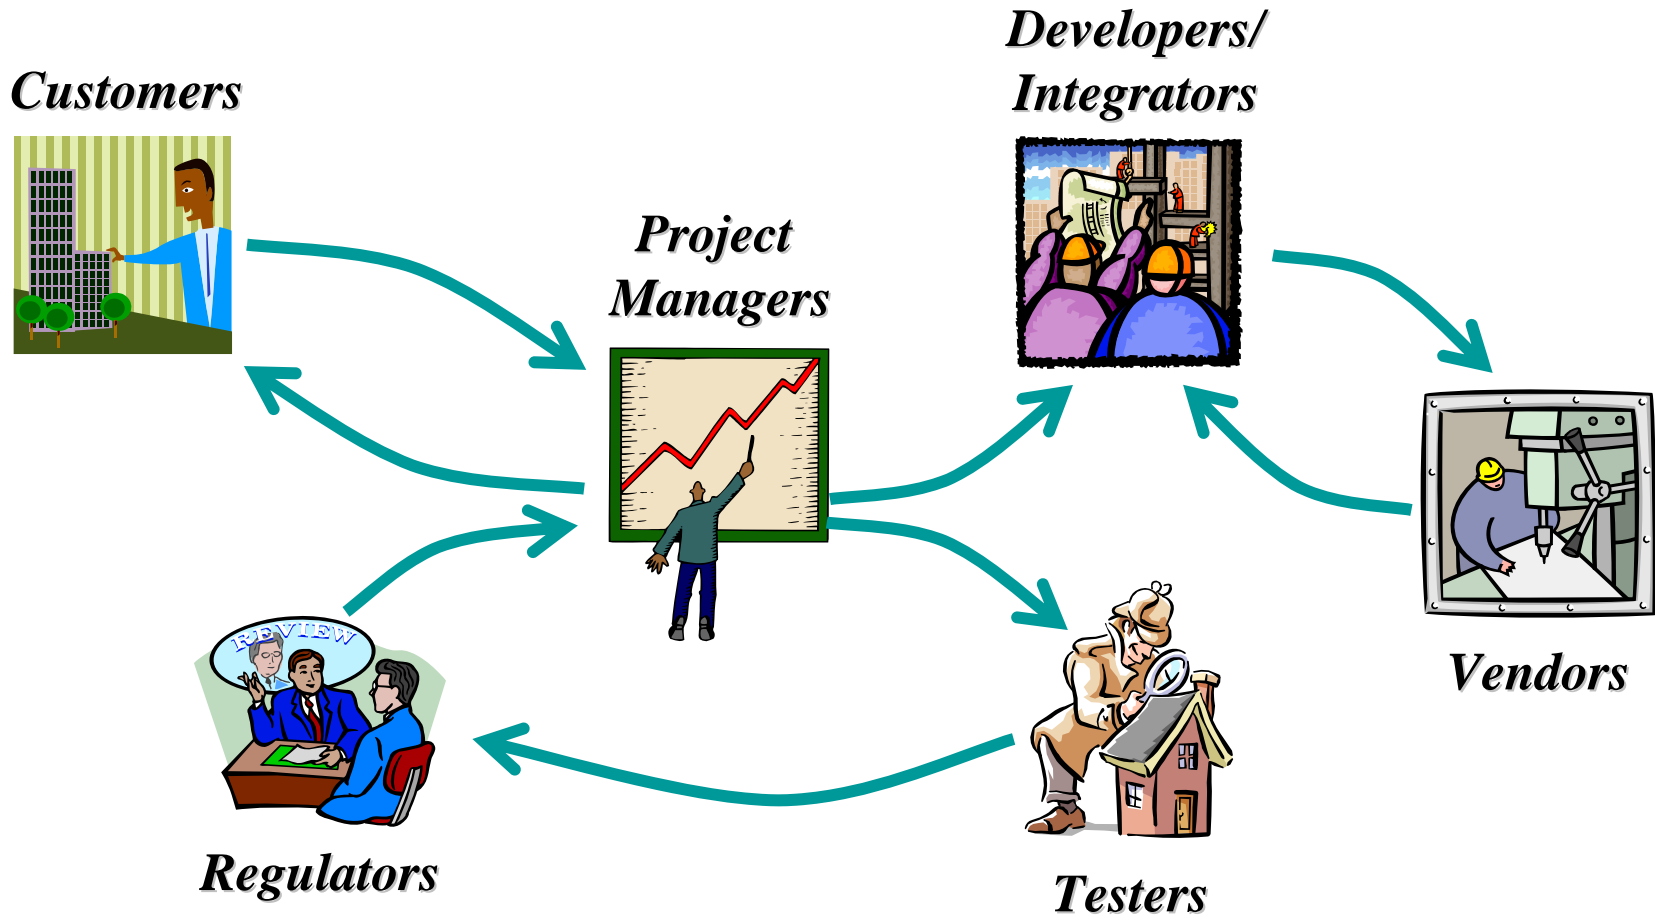 Customers
Developers/
Integrators
Project
Managers
REVIEW
Vendors
Regulators
Testers